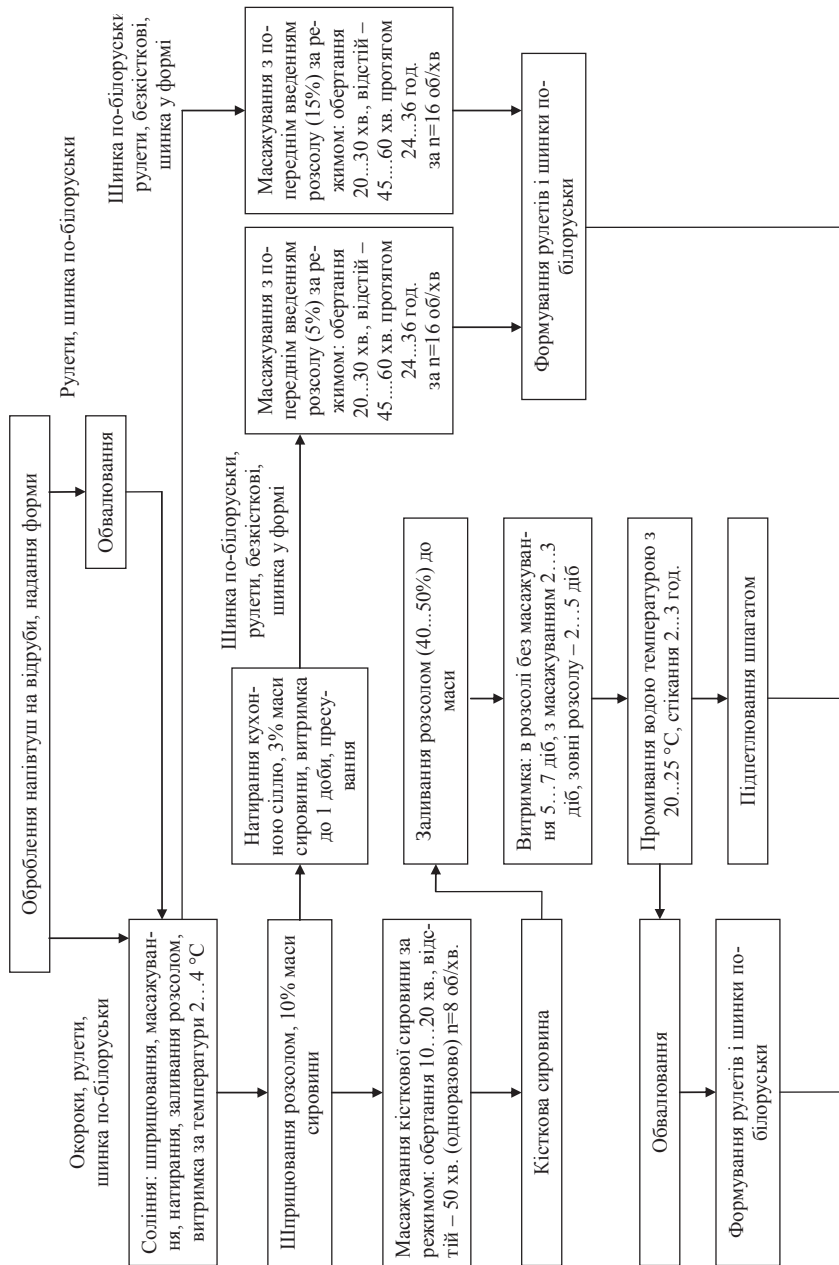 Оброблення напівтуш на відруби, надання форми
Рулети, шинка по-білоруськи
Обвалювання
Окороки, рулети,
шинка по-білоруськи
Соління: шприцювання, масажуван-
ня, натирання, заливання розсолом,
витримка за температури 2…4 °С
Шинка по-білоруськи
рулети, безкісткові,
шинка у формі
Шприцювання розсолом, 10% маси
сировини
Натирання кухон-
ною сіллю, 3% маси
сировини, витримка
до 1 доби, пресу-
вання
Шинка по-білоруськи,
рулети, безкісткові,
шинка у формі
Масажування з по-
переднім введенням
розсолу (5%) за ре-
жимом: обертання
20...30 хв., відстій –
45....60 хв. протягом
24...36 год.
за n=16 об/хв
Масажування з по-
переднім введенням
розсолу (15%) за ре-
жимом: обертання
20...30 хв., відстій –
45....60 хв. протягом
24...36 год.
за n=16 об/хв
Масажування кісткової сировини за
режимом: обертання 10…20 хв., відс-
тій – 50 хв. (одноразово) n=8 об/хв.
Кісткова сировина
Заливання розсолом (40...50%) до
маси
Витримка: в розсолі без масажуван-
ня 5…7 діб, з масажуванням 2…3
діб, зовні розсолу – 2…5 діб
Промивання водою температурою з
20...25 °С, стікання 2...3 год.
Підпетлювання шпагатом
Обвалювання
Формування рулетів і шинки по-
білоруськи
Формування рулетів і шинки по-
білоруськи